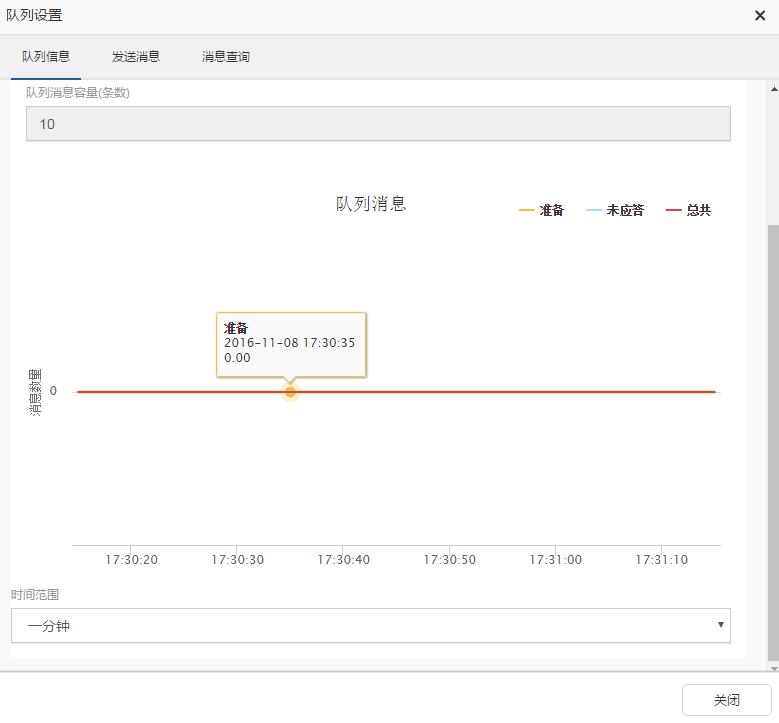 队列设置
队列信息 发送消息 消息查询
队列消息容量(条数)
10
队列消息
准备 未应答 总共
准备
2016-11-08 17:30:35
0.00
消息数里
0
17:30:20 17:30:30 17:30:40 17:30:50 17:31:00 17:31:10
时间范围
一分钟
关闭